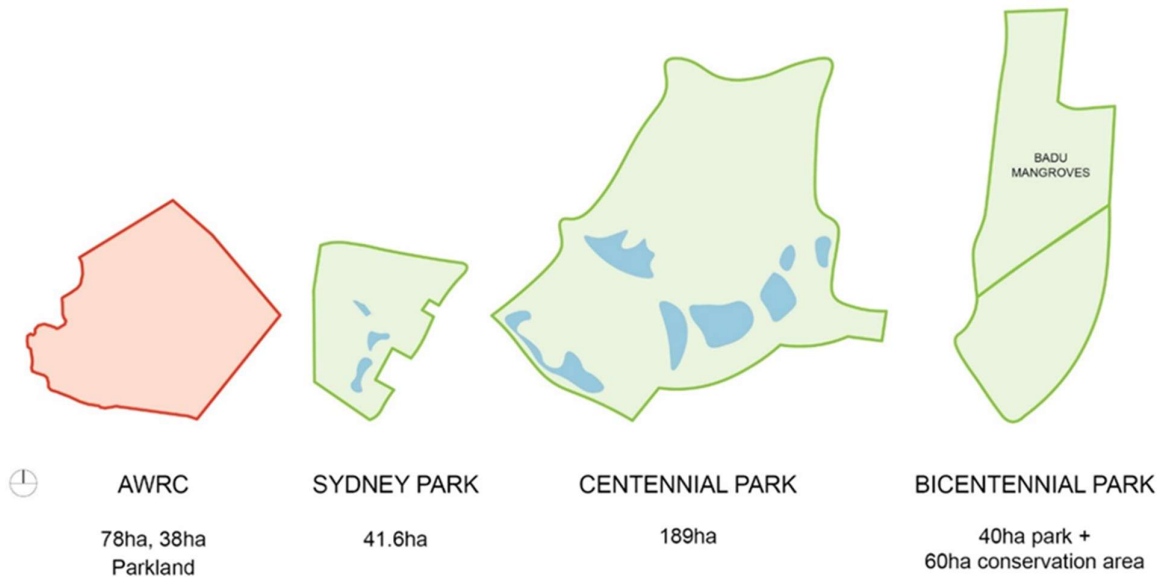 BADU
MANGROVES
AWRC
78ha, 38ha
Parkland
SYDNEY PARK
41.6ha
CENTENNIAL PARK
189ha
BICENTENNIAL PARK
40ha park +
60ha conservation area